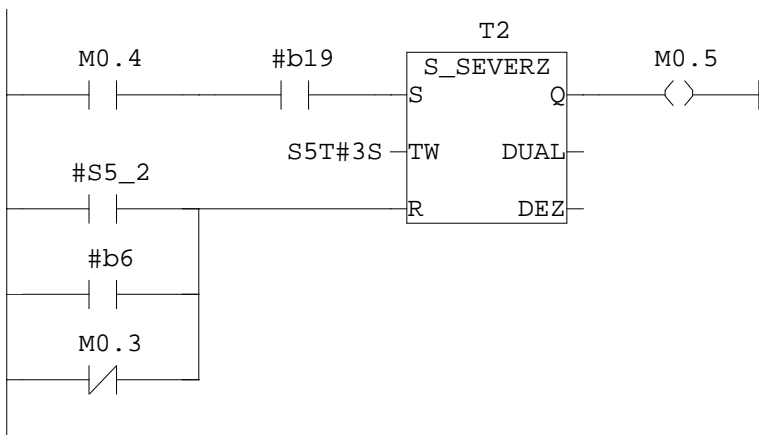 T2
M0.4 #b19 S_SEVERZ M0.5
S Q
S5T#3S TW DUAL
#S5_2
R DEZ
#b6
M0.3